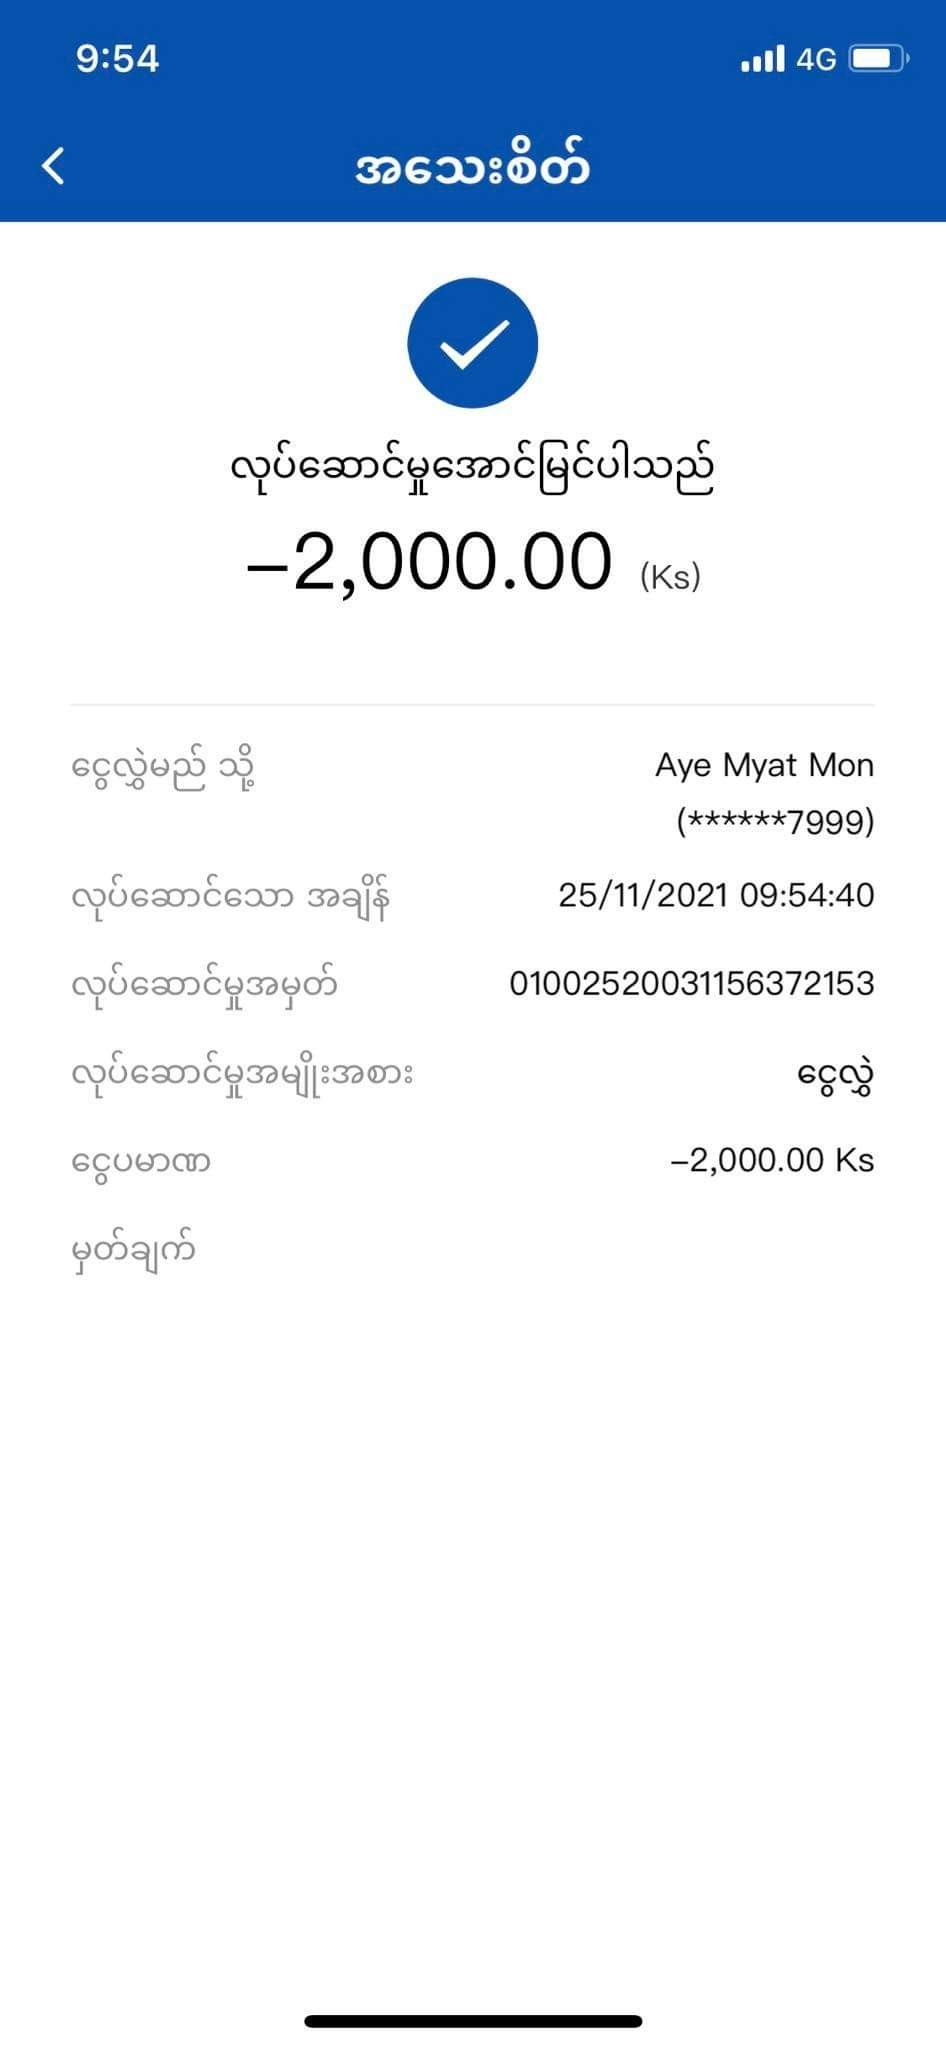 9:54
4G
အသေးစိတ်
လုပ်ဆောင်မှုအောင်မြင်ပါသည်
–2,000.00 (Ks)
ငွေလွှဲမည် သို့ Aye Myat Mon
(******7999)
လုပ်ဆောင်သော အချိန် 25/11/2021 09:54:40
လုပ်ဆောင်မှုအမှတ် 01002520031156372153
လုပ်ဆောင်မှုအမျိုးအစား ငွေလွှဲ
ငွေပမာဏ –2,000.00 Ks
မှတ်ချက်